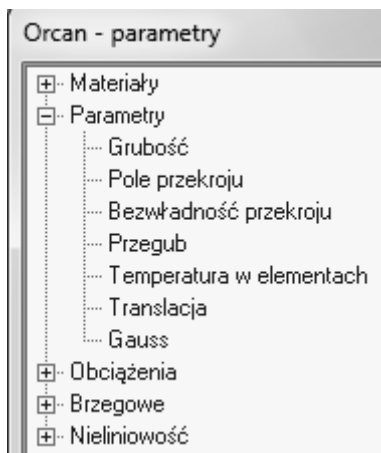 Orcan - parametry
Materiały
Parametry
Grubość
Pole przekroju
Bezwładność przekroju
Przegub
Temperatura w elementach
Translacja
Gauss
Obciążenia
Brzegowe
Nieliniowość